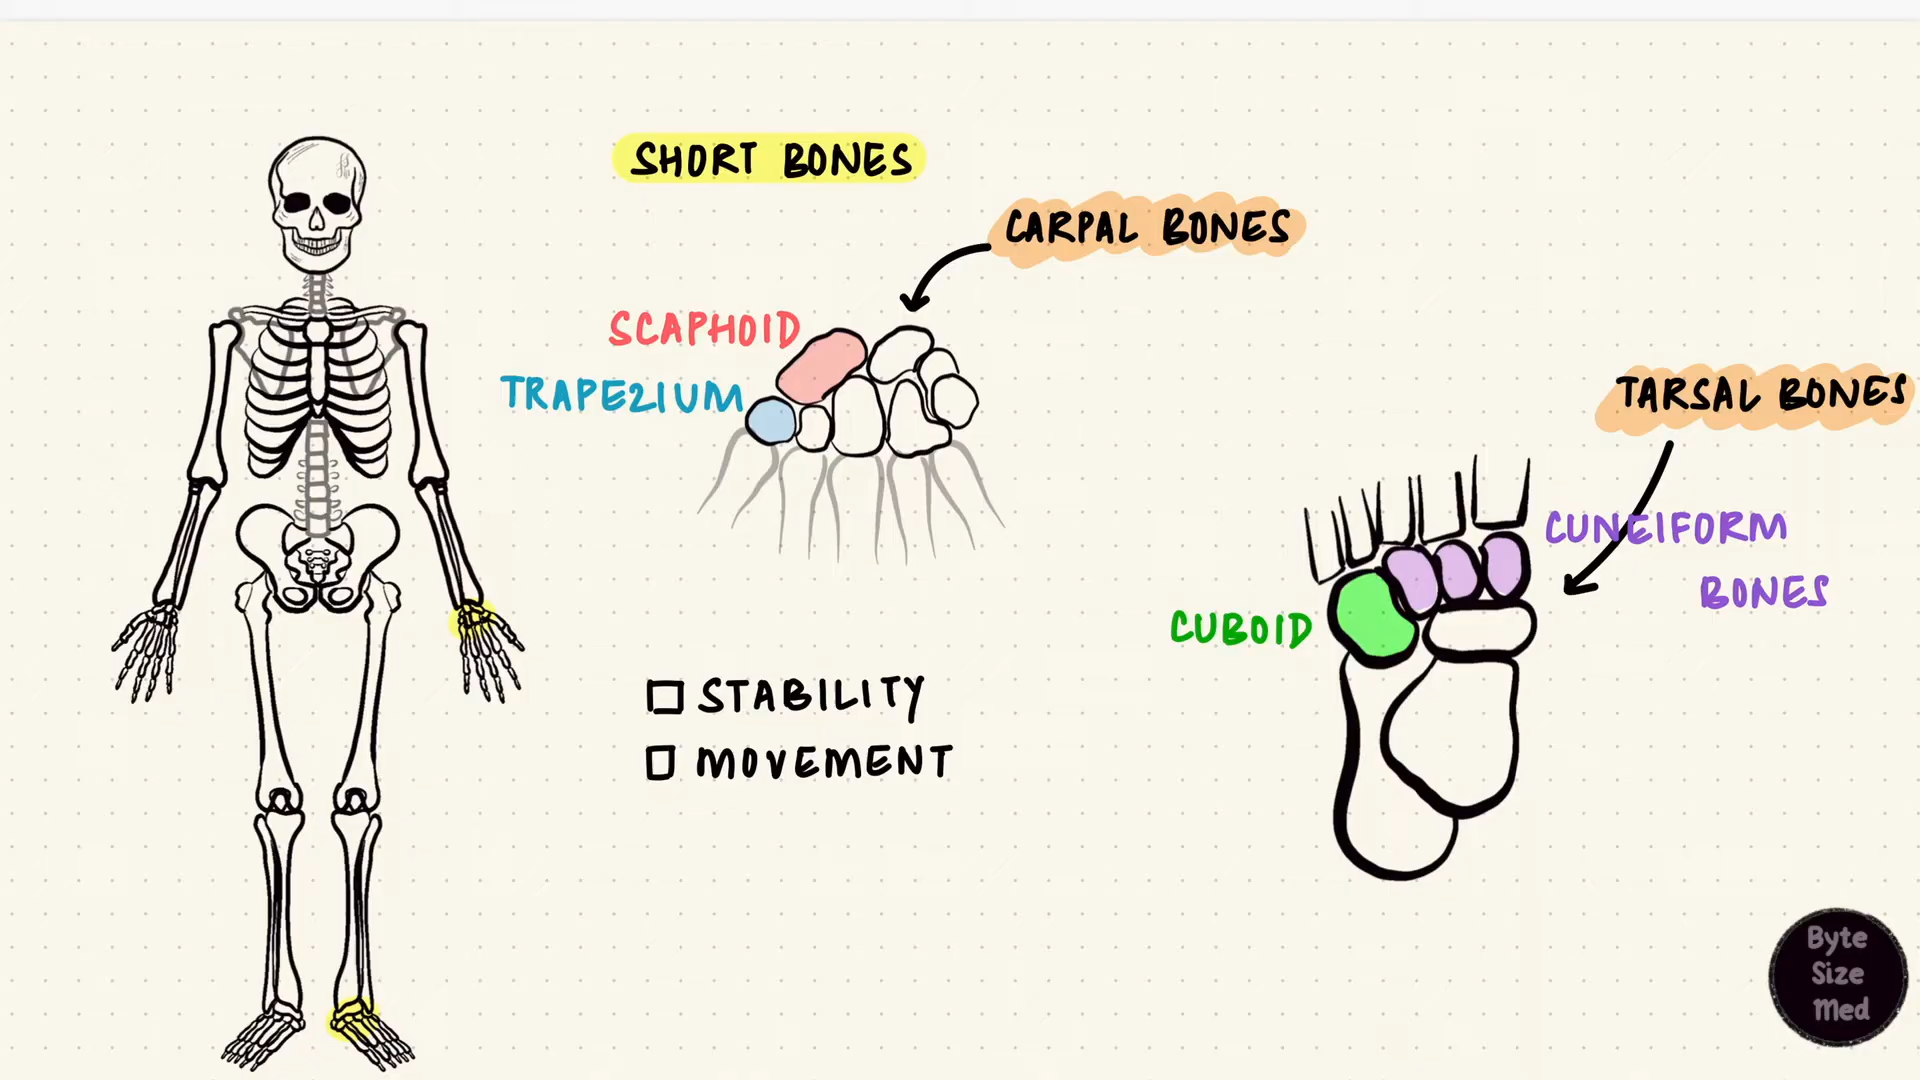 SHORT BONES
CARPAL BONES
SCAPHOID
TRAPEZIUM
TARSAL BONES
CUNEIFORM
BONES
CUBOID
STABILITY
MOVEMENT
Byte
Size
Med